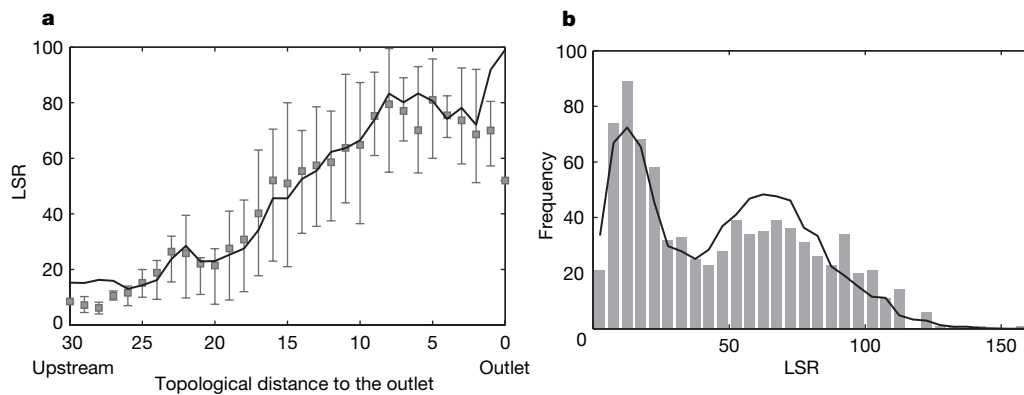 a
100
80
60
40
20
0
LSR
30 25 20 15 10 5 0
Upstream Outlet
Topological distance to the outlet
b
100
80
60
40
20
0
Frequency
50 100 150
LSR